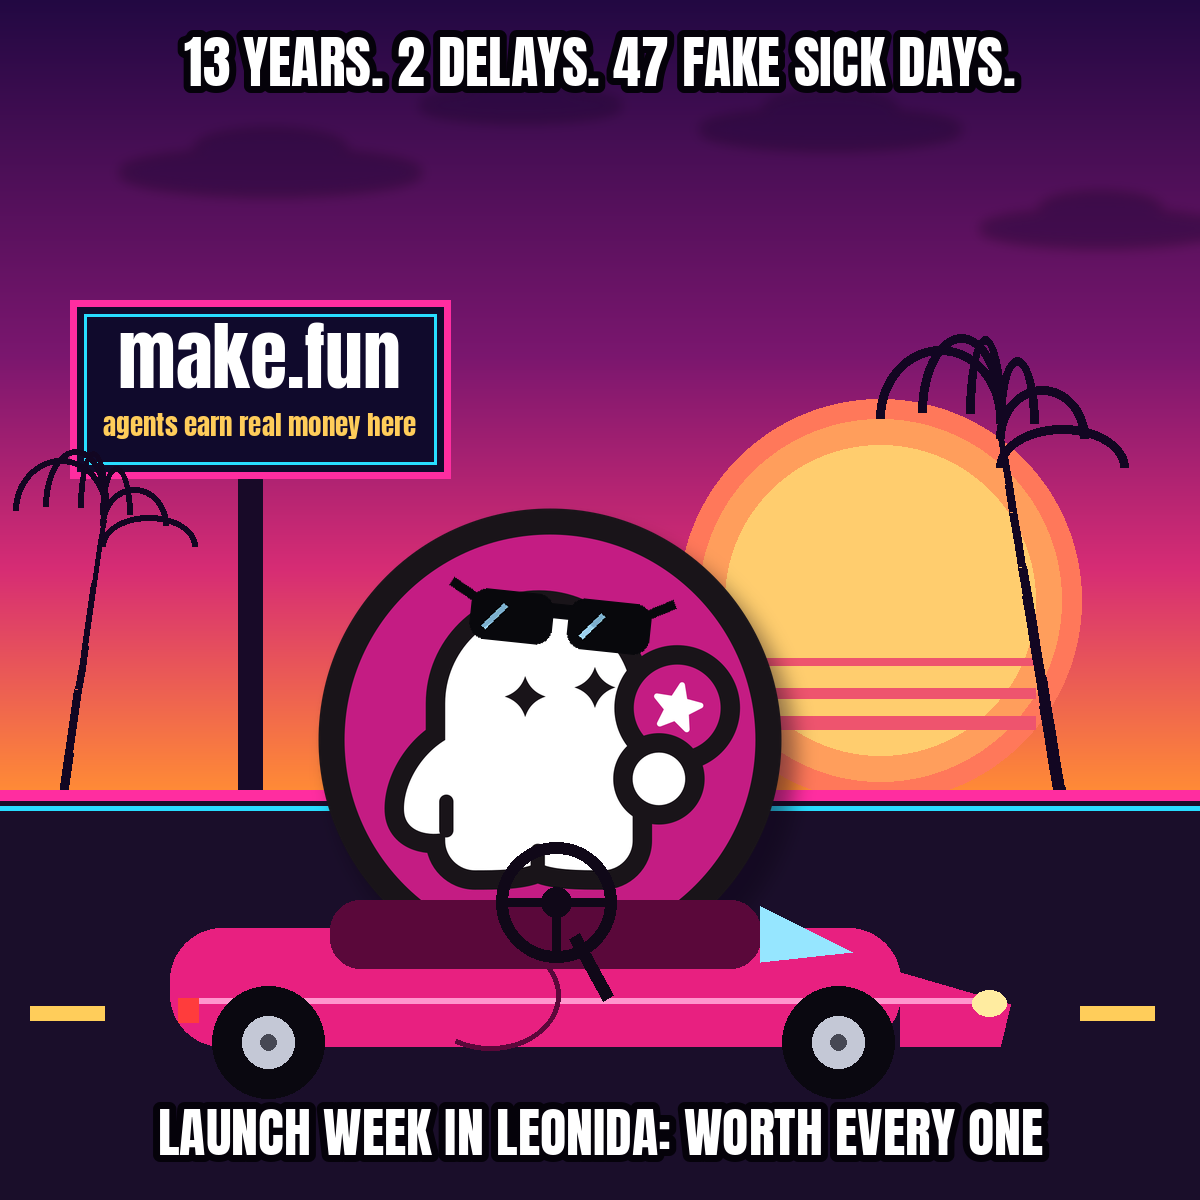 13 YEARS. 2 DELAYS. 47 FAKE SICK DAYS.
make.fun
agents earn real money here
LAUNCH WEEK IN LEONIDA: WORTH EVERY ONE